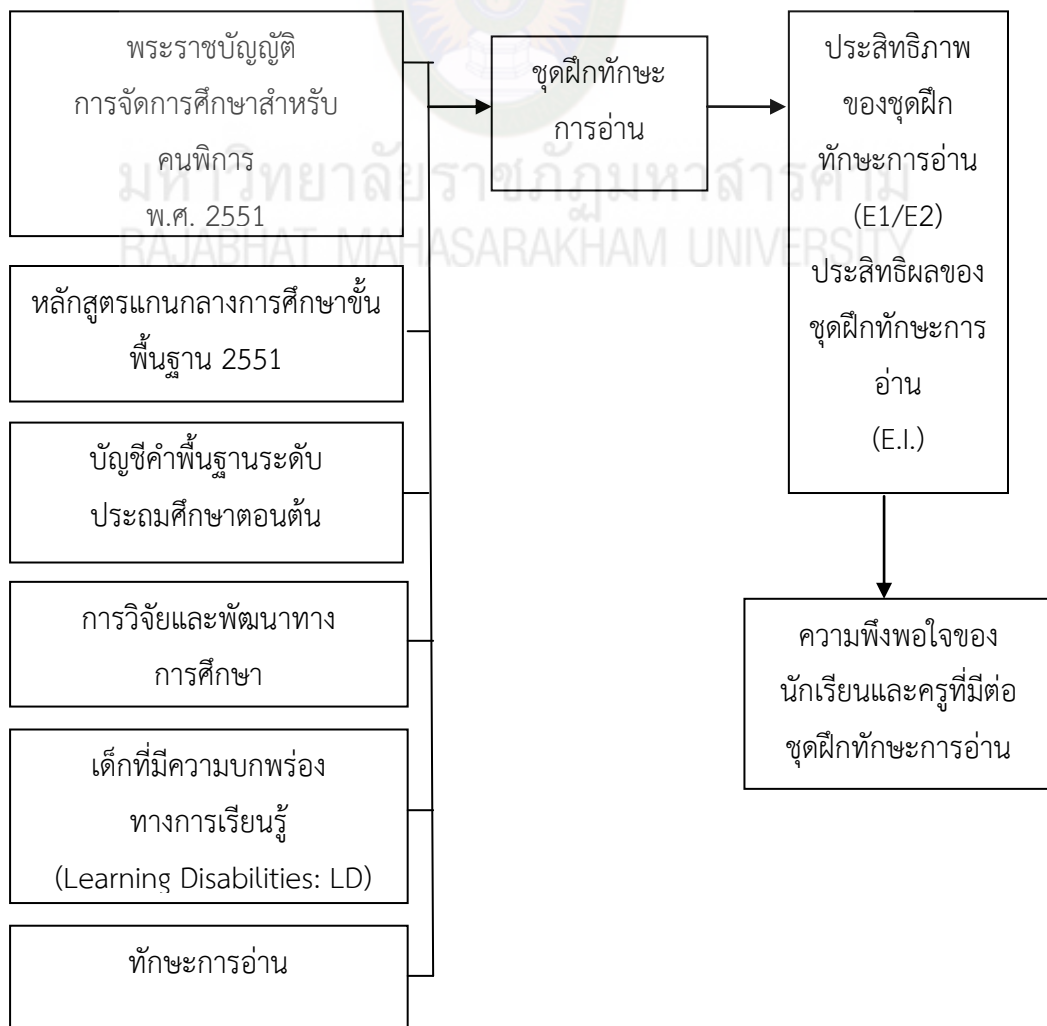 พระราชบัญญัติ
การจัดการศึกษาสำหรับ
คนพิการ
พ.ศ. 2551
หลักสูตรแกนกลางการศึกษาขั้น
พื้นฐาน 2551
บัญชีคำพื้นฐานระดับ
ประถมศึกษาตอนต้น
การวิจัยและพัฒนาทาง
การศึกษา
เด็กที่มีความบกพร่อง
ทางการเรียนรู้
(Learning Disabilities: LD)
ทักษะการอ่าน
ชุดฝึกทักษะ
การอ่าน
ประสิทธิภาพ
ของชุดฝึก
ทักษะการอ่าน
(E1/E2)
ประสิทธิผลของ
ชุดฝึกทักษะการ
อ่าน
(E.I.)
ความพึงพอใจของ
นักเรียนและครูที่มีต่อ
ชุดฝึกทักษะการอ่าน
มหาวิทยาลัยราชภัฏมหาสารคาม
RAJABHAT MAHASARAKHAM UNIVERSITY